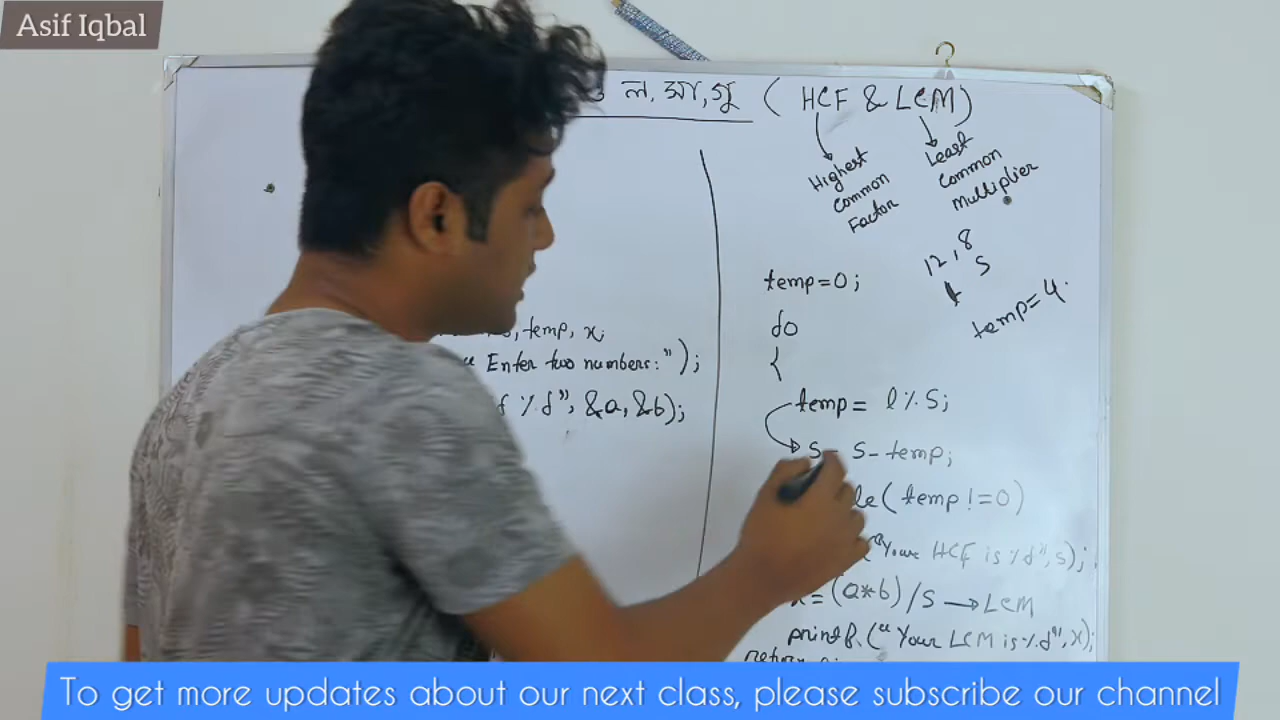 Asif Iqbal
ও ল, সা, গু ( HCF & LCM )
Highest
Common
Factor
Least
Common
Multiplier
12, 8
S
temp= 4.
, temp, x;
" Enter two numbers:" );
% d", &a, &b);
temp=0;
do
{
temp= l % S;
S= S- temp;
le( temp != 0 )
"Your HCF is %d", s);
x = (a*b) / S → LCM
printf (" Your LCM is % d", x);
To get more updates about our next class, please subscribe our channel